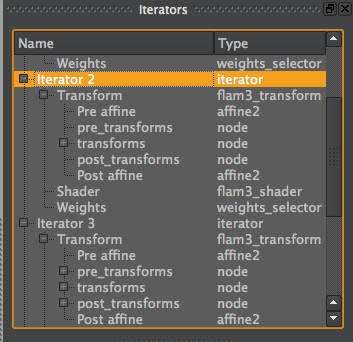 Iterators
Name Type
Weights weights_selector
Iterator 2 iterator
Transform flam3_transform
Pre affine affine2
pre_transforms node
transforms node
post_transforms node
Post affine affine2
Shader flam3_shader
Weights weights_selector
Iterator 3 iterator
Transform flam3_transform
Pre affine affine2
pre_transforms node
transforms node
post_transforms node
Post affine affine2